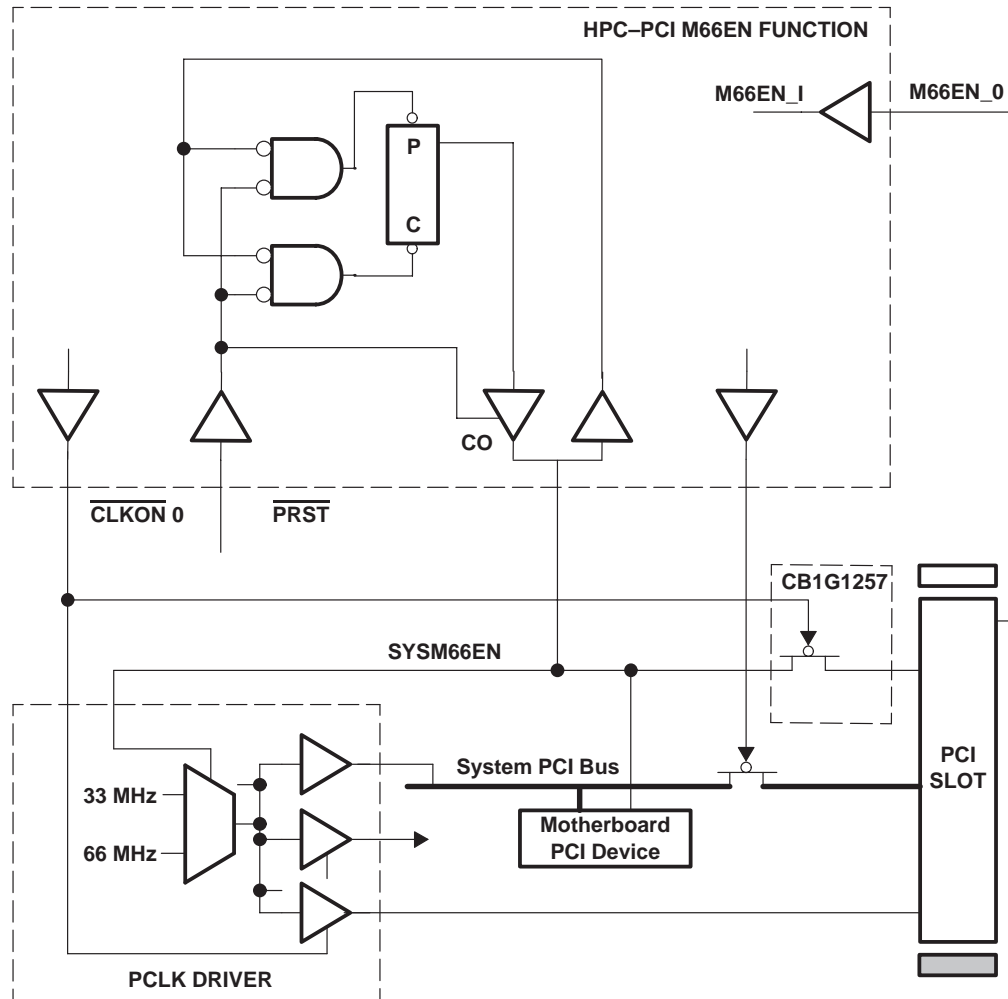 HPC–PCI M66EN FUNCTION
M66EN_I
M66EN_0
P
C
CO
CLKON 0
PRST
CB1G1257
SYSM66EN
System PCI Bus
PCI
SLOT
33 MHz
66 MHz
Motherboard
PCI Device
PCLK DRIVER